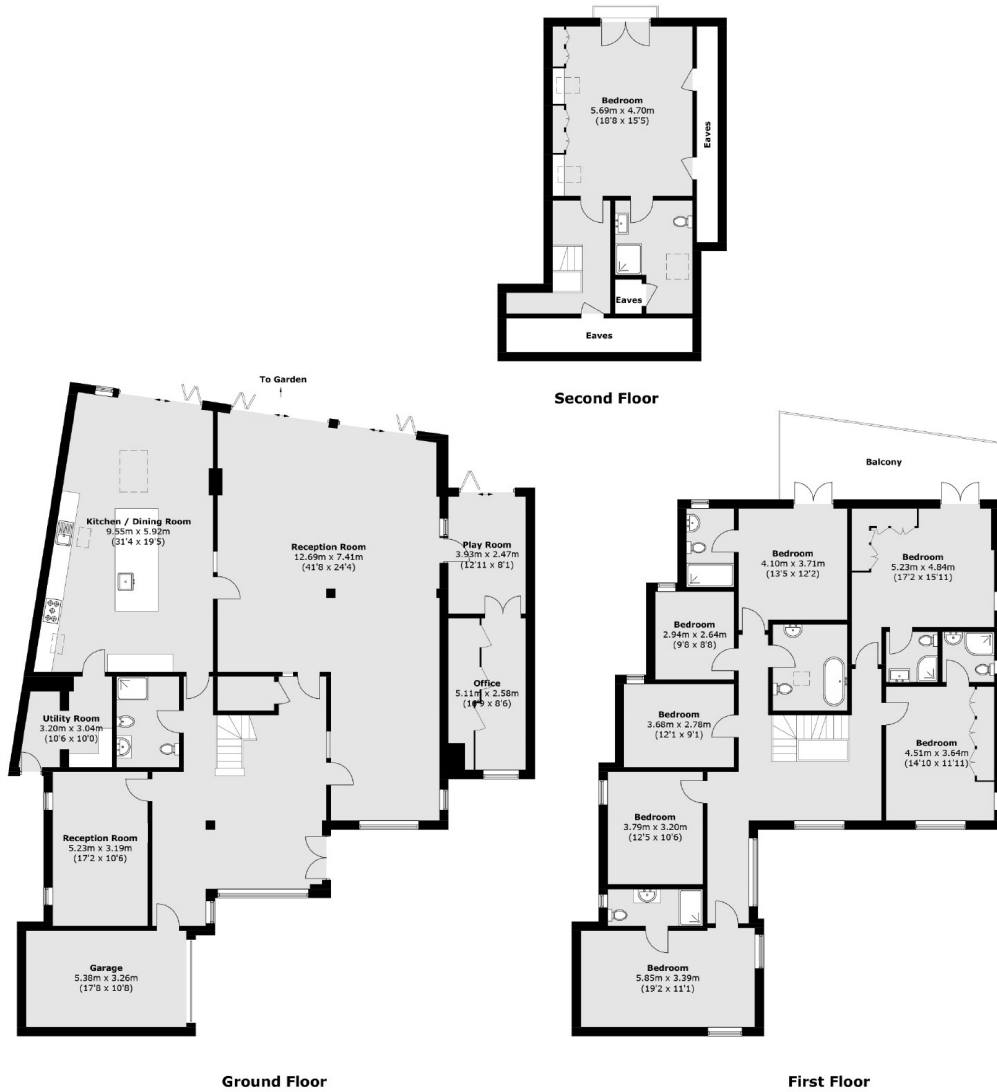 Bedroom
5.69m x 4.70m
(18'8 x 15'5)
Eaves
Eaves
Eaves
Second Floor
To Garden
Kitchen / Dining Room
9.55m x 5.92m
(31'4 x 19'5)
Reception Room
12.69m x 7.41m
(41'8 x 24'4)
Play Room
3.93m x 2.47m
(12'11 x 8'1)
Office
5.11m x 2.58m
(16'9 x 8'6)
Utility Room
3.20m x 3.04m
(10'6 x 10'0)
Reception Room
5.23m x 3.19m
(17'2 x 10'6)
Garage
5.38m x 3.26m
(17'8 x 10'8)
Ground Floor
Balcony
Bedroom
4.10m x 3.71m
(13'5 x 12'2)
Bedroom
5.23m x 4.84m
(17'2 x 15'11)
Bedroom
2.94m x 2.64m
(9'8 x 8'8)
Bedroom
3.68m x 2.78m
(12'1 x 9'1)
Bedroom
4.51m x 3.64m
(14'10 x 11'11)
Bedroom
3.79m x 3.20m
(12'5 x 10'6)
Bedroom
5.85m x 3.39m
(19'2 x 11'1)
First Floor